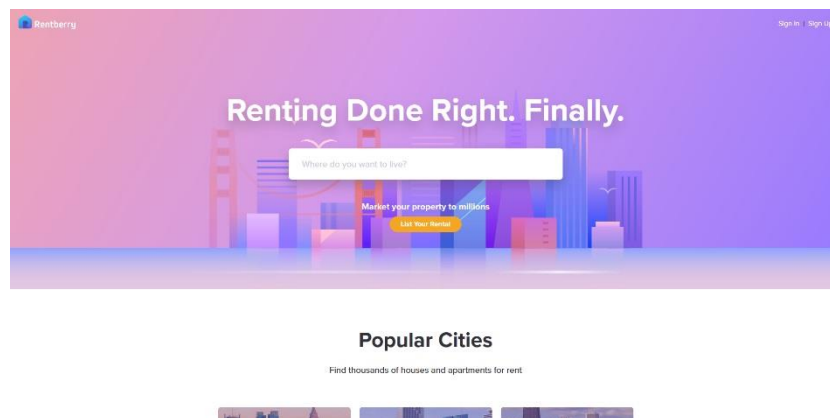 Rentberry
Sign In | Sign Up
Renting Done Right. Finally.
Where do you want to live?
Market your property to millions
List Your Rental
Popular Cities
Find thousands of houses and apartments for rent